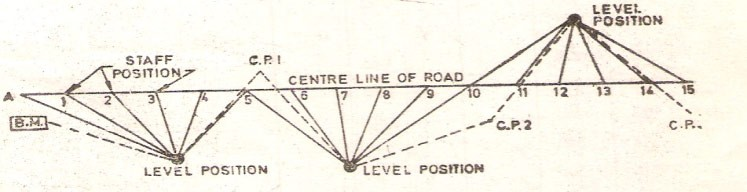 LEVEL
POSITION
STAFF
POSITION
C.P.1
CENTRE LINE OF ROAD
A
1 2 3 4 5 6 7 8 9 10 11 12 13 14 15
B.M.
C.P.2
C.P..
LEVEL POSITION
LEVEL POSITION